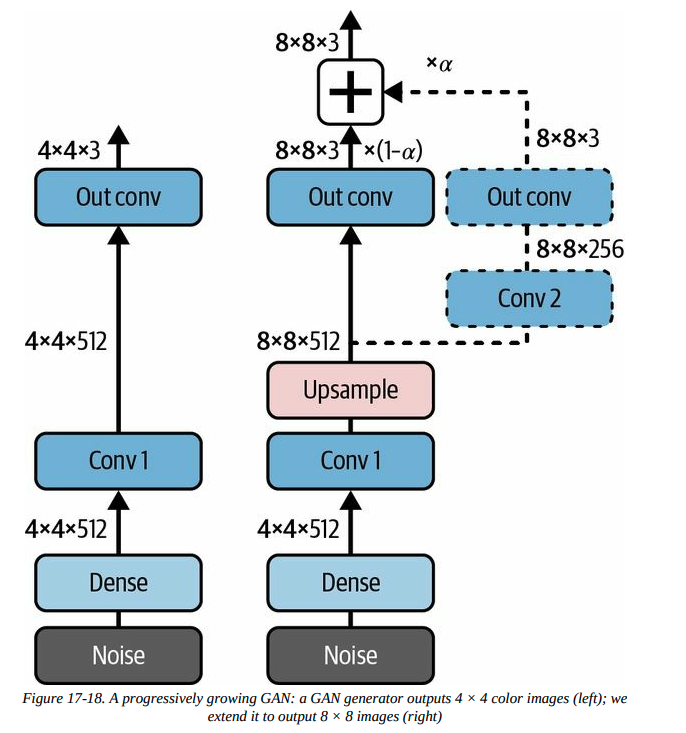 8×8×3
×α
4×4×3
8×8×3
×(1-α)
8×8×3
Out conv
Out conv
Out conv
8×8×256
Conv 2
4×4×512
8×8×512
Upsample
Conv 1
Conv 1
4×4×512
4×4×512
Dense
Dense
Noise
Noise
Figure 17-18. A progressively growing GAN: a GAN generator outputs 4 × 4 color images (left); we
extend it to output 8 × 8 images (right)